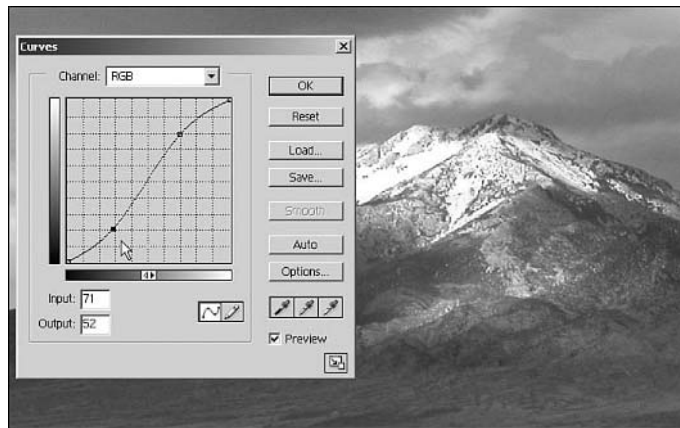 Curves
Channel: RGB
OK
Reset
Load...
Save...
Smooth
Auto
Options...
Input: 71
Output: 52
Preview